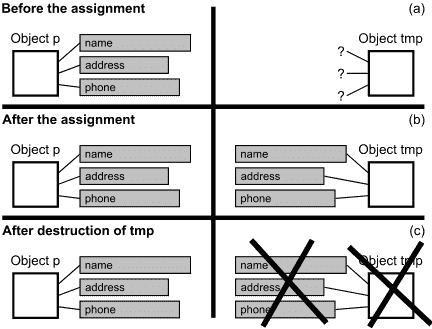 Before the assignment (a)
Object p
name
address
phone
Object tmp
?
?
?
After the assignment (b)
Object p
name
address
phone
Object tmp
name
address
phone
After destruction of tmp (c)
Object p
name
address
phone
Object tmp
name
address
phone